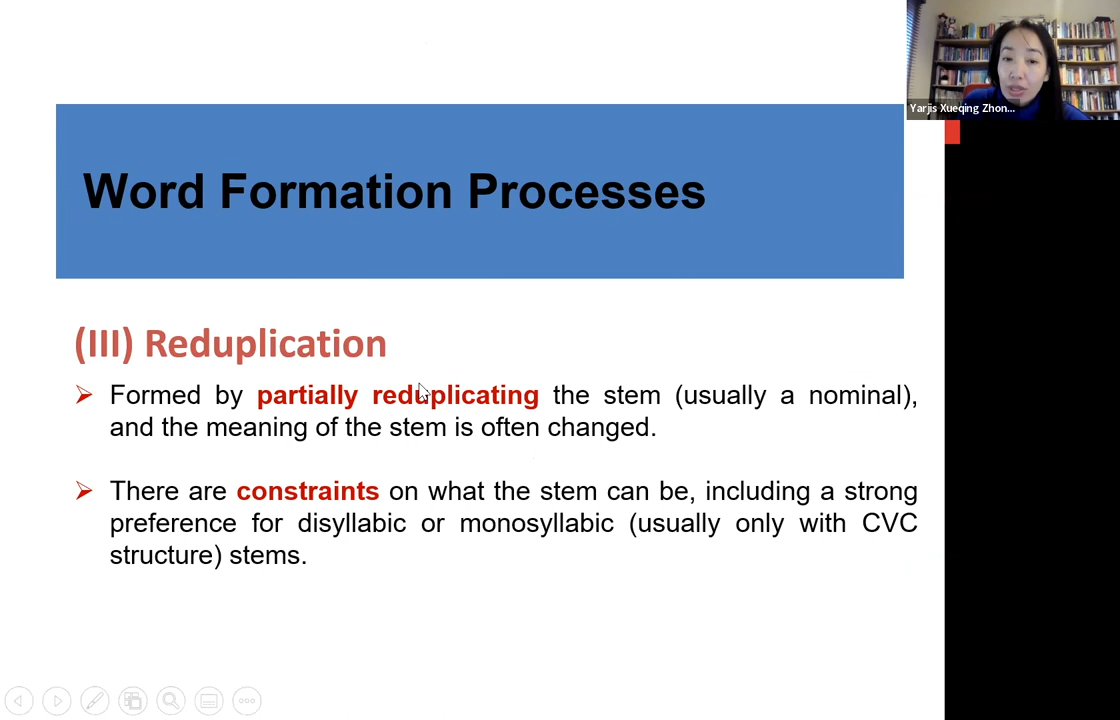 Yarjis Xueqing Zhon...
Word Formation Processes
(III) Reduplication
Formed by partially reduplicating the stem (usually a nominal),
and the meaning of the stem is often changed.
There are constraints on what the stem can be, including a strong
preference for disyllabic or monosyllabic (usually only with CVC
structure) stems.